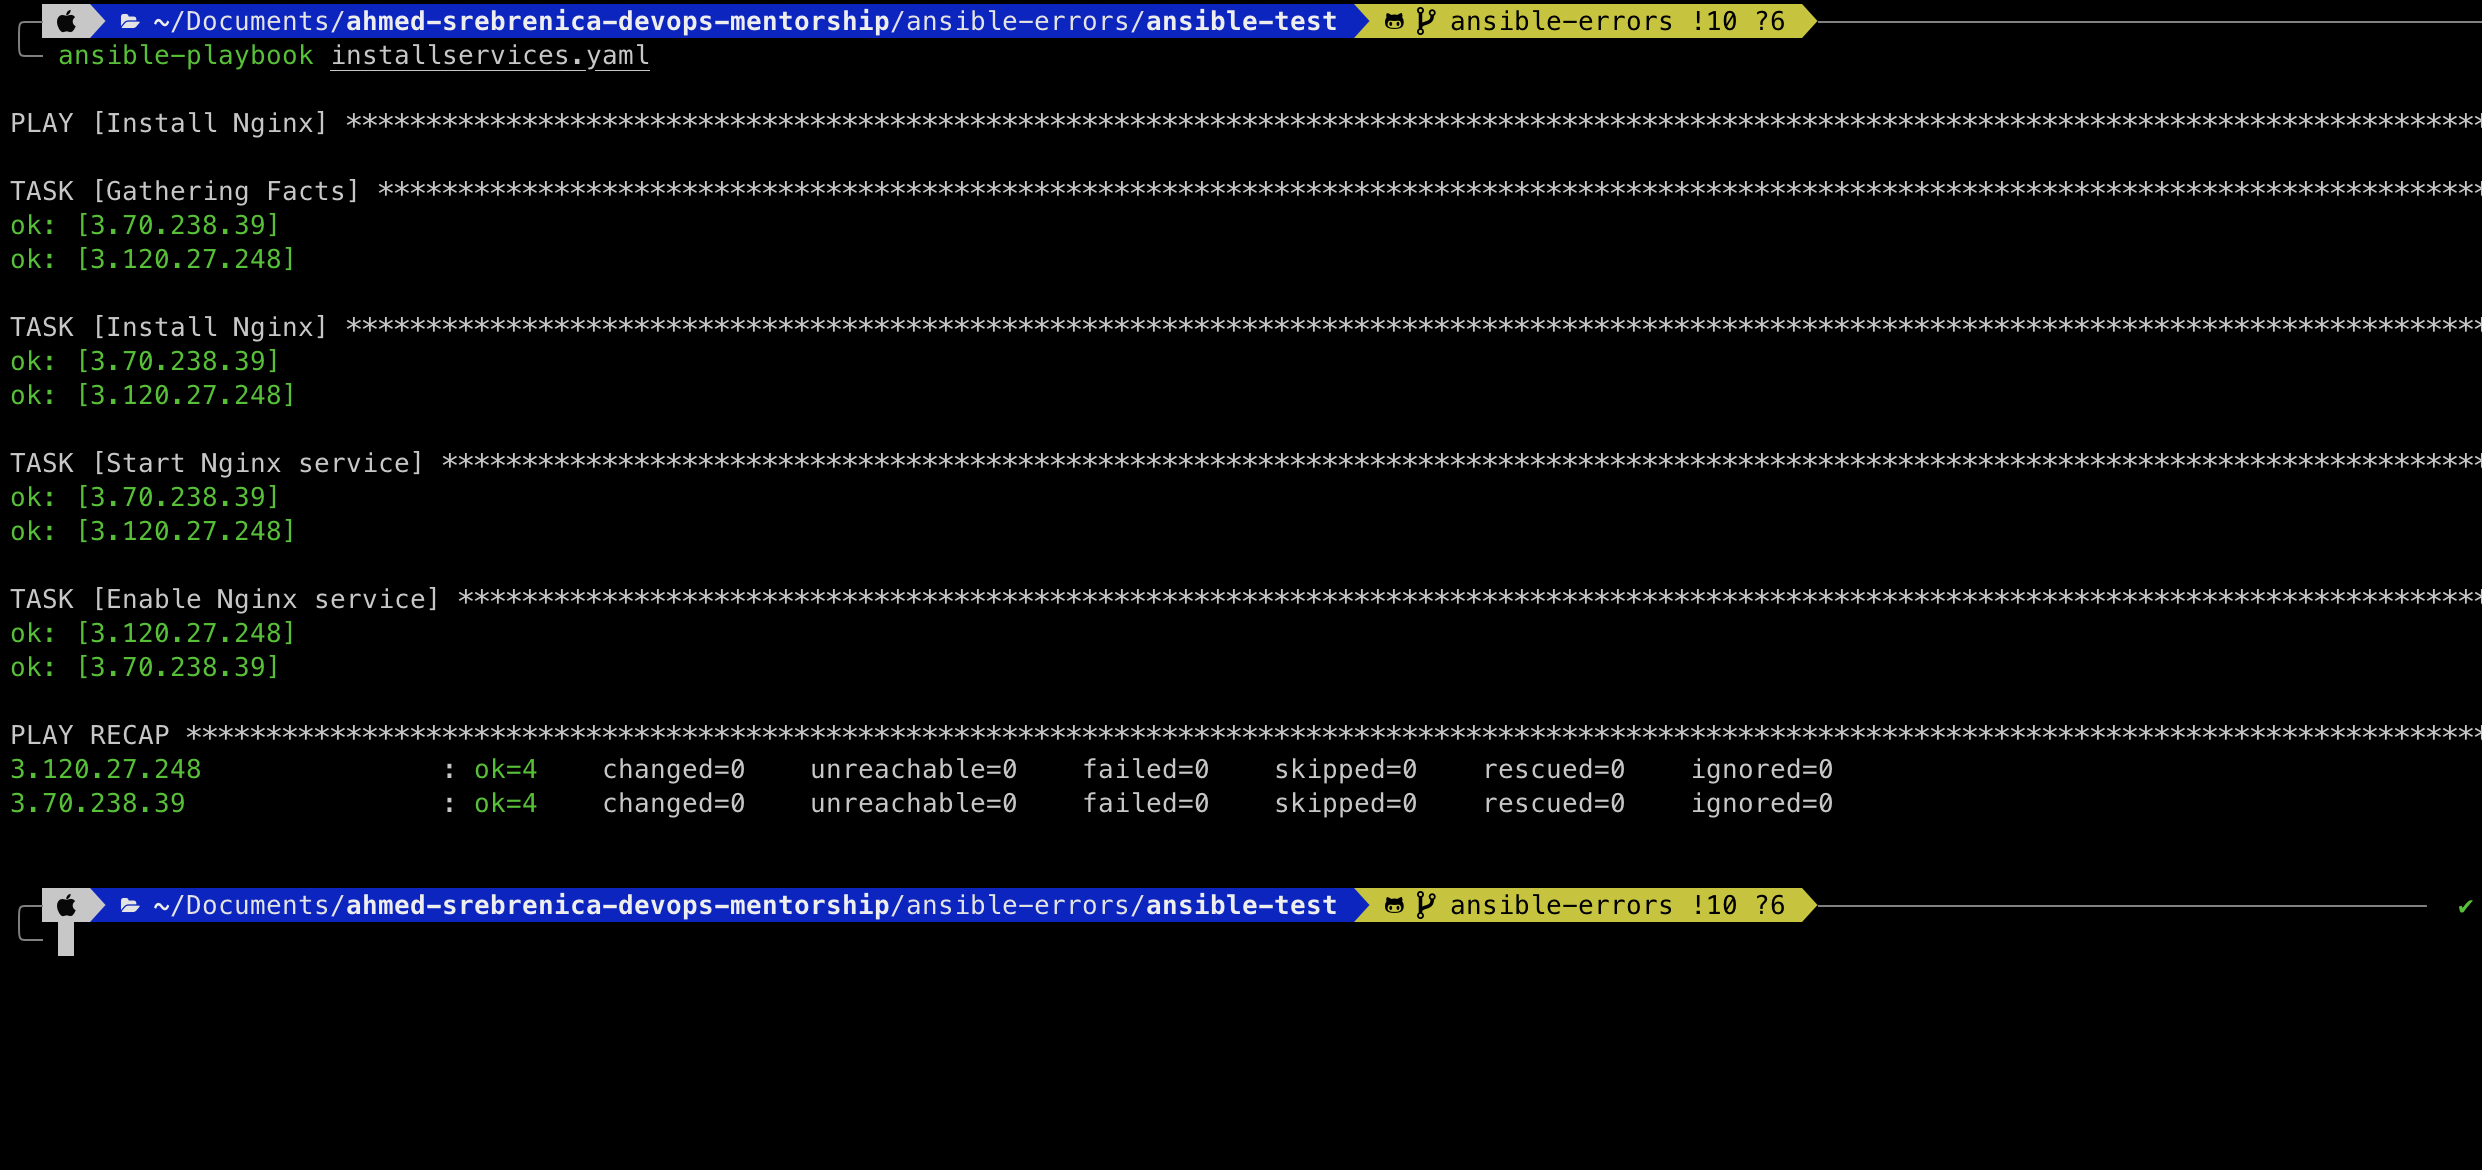 ~/Documents/ahmed-srebrenica-devops-mentorship/ansible-errors/ansible-test ansible-errors !10 ?6
ansible-playbook installservices.yaml
PLAY [Install Nginx] **************************************************************************************************************************************
TASK [Gathering Facts] ************************************************************************************************************************************
ok: [3.70.238.39]
ok: [3.120.27.248]
TASK [Install Nginx] **************************************************************************************************************************************
ok: [3.70.238.39]
ok: [3.120.27.248]
TASK [Start Nginx service] ********************************************************************************************************************************
ok: [3.70.238.39]
ok: [3.120.27.248]
TASK [Enable Nginx service] *******************************************************************************************************************************
ok: [3.120.27.248]
ok: [3.70.238.39]
PLAY RECAP ************************************************************************************************************************************************
3.120.27.248 : ok=4 changed=0 unreachable=0 failed=0 skipped=0 rescued=0 ignored=0
3.70.238.39 : ok=4 changed=0 unreachable=0 failed=0 skipped=0 rescued=0 ignored=0
~/Documents/ahmed-srebrenica-devops-mentorship/ansible-errors/ansible-test ansible-errors !10 ?6 ✔